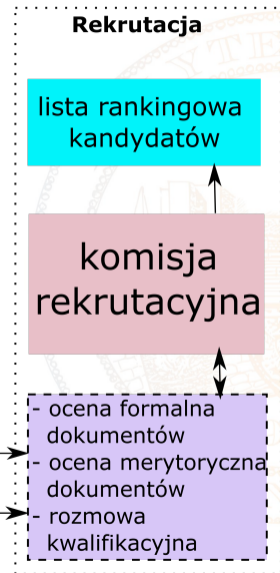 Rekrutacja
lista rankingowa
kandydatów
komisja
rekrutacyjna
- ocena formalna
dokumentów
- ocena merytoryczna
dokumentów
- rozmowa
kwalifikacyjna